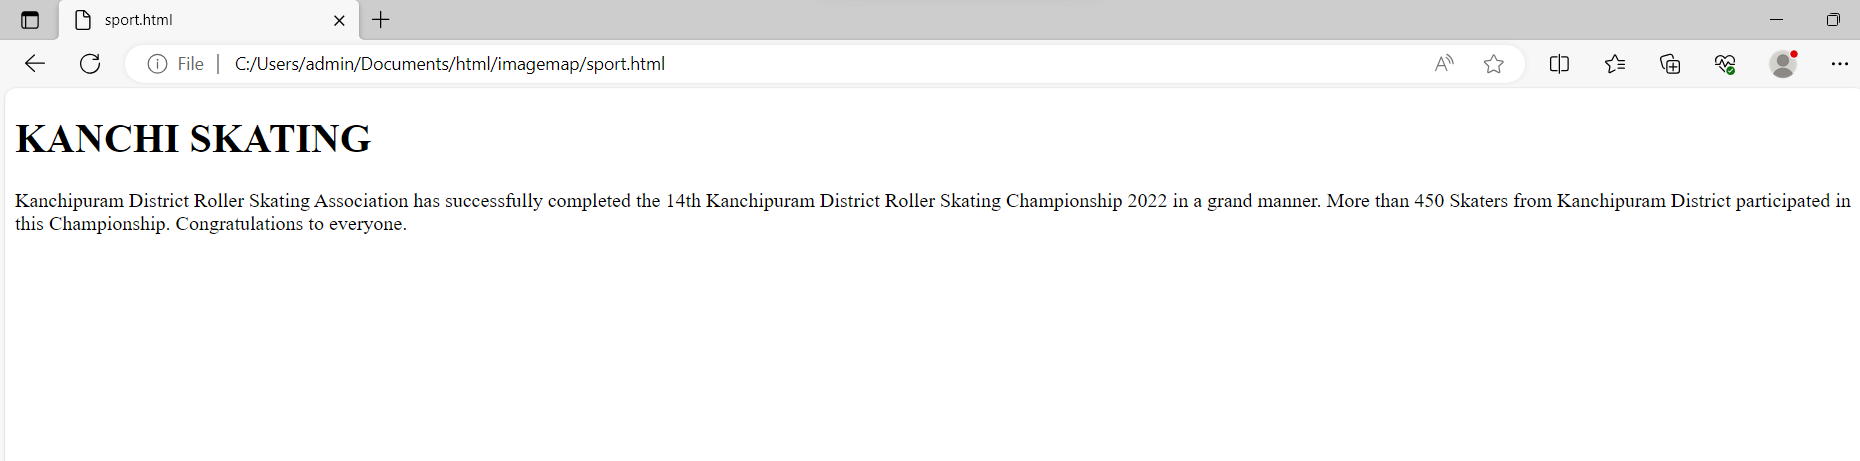 sport.html
File
C:/Users/admin/Documents/html/imagemap/sport.html
KANCHI SKATING
Kanchipuram District Roller Skating Association has successfully completed the 14th Kanchipuram District Roller Skating Championship 2022 in a grand manner. More than 450 Skaters from Kanchipuram District participated in
this Championship. Congratulations to everyone.